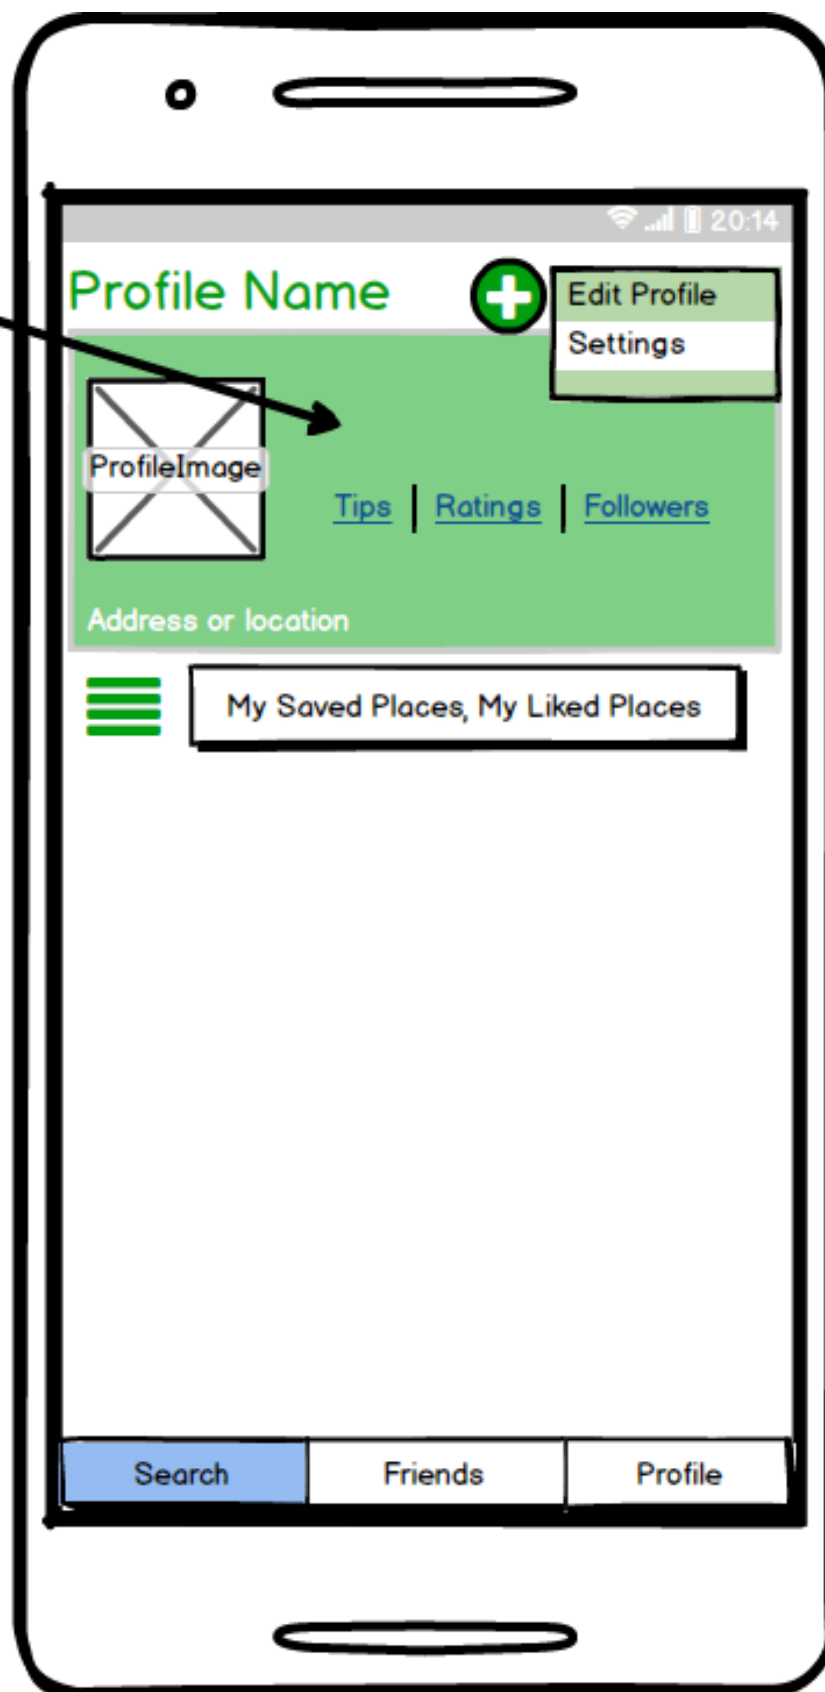 20:14
Profile Name
Edit Profile
Settings
ProfileImage
Tips | Ratings | Followers
Address or location
My Saved Places, My Liked Places
Search Friends Profile